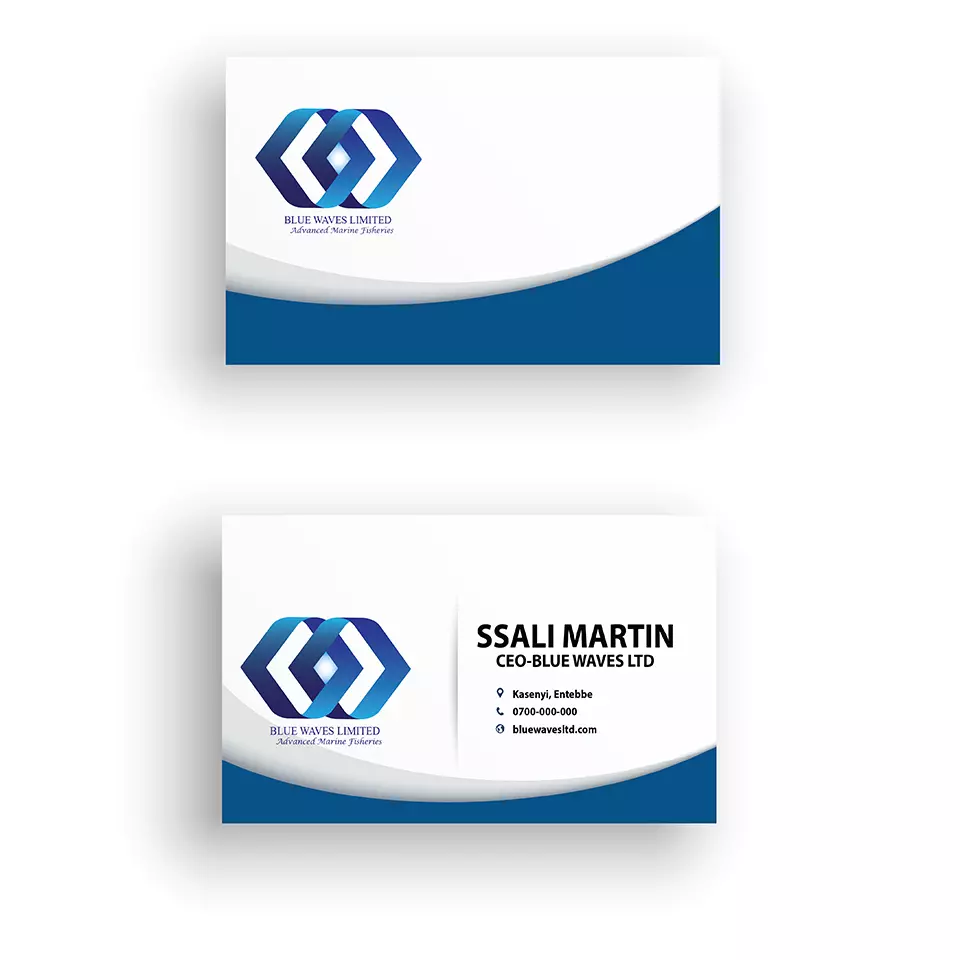 BLUE WAVES LIMITED
Advanced Marine Fisheries
SSALI MARTIN
CEO-BLUE WAVES LTD
Kasenyi, Entebbe
0700-000-000
bluewavesltd.com
BLUE WAVES LIMITED
Advanced Marine Fisheries